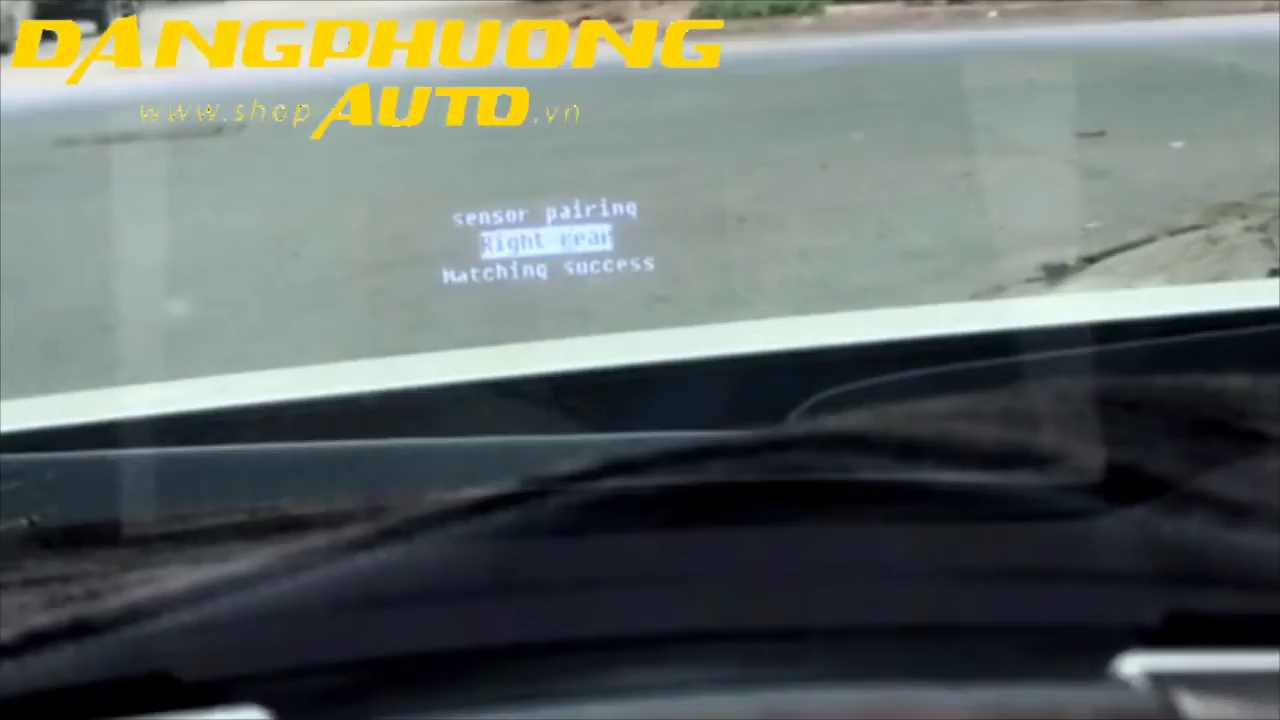 DANGPHUONG
www.shop AUTO.vn
sensor pairing
Right rear
Matching success